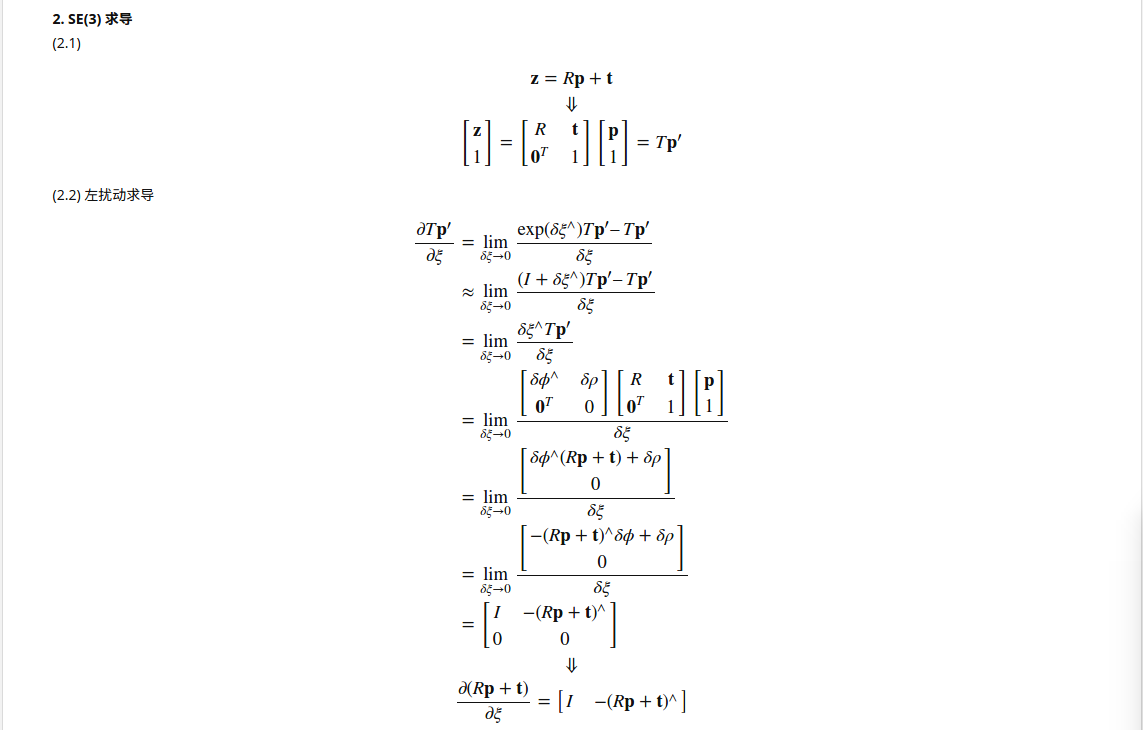 2. SE(3) 求导
(2.1)
z = Rp + t
⇓
[z; 1] = [R t; 0^T 1] [p; 1] = Tp′
(2.2) 左扰动求导
∂Tp′/∂ξ = lim_{δξ→0} (exp(δξ^)Tp′ – Tp′)/δξ
≈ lim_{δξ→0} ((I + δξ^)Tp′ – Tp′)/δξ
= lim_{δξ→0} δξ^Tp′/δξ
= lim_{δξ→0} [δϕ^ δρ; 0^T 0] [R t; 0^T 1] [p; 1]/δξ
= lim_{δξ→0} [δϕ^(Rp + t) + δρ; 0]/δξ
= lim_{δξ→0} [−(Rp + t)^δϕ + δρ; 0]/δξ
= [I −(Rp + t)^; 0 0]
⇓
∂(Rp + t)/∂ξ = [I −(Rp + t)^]